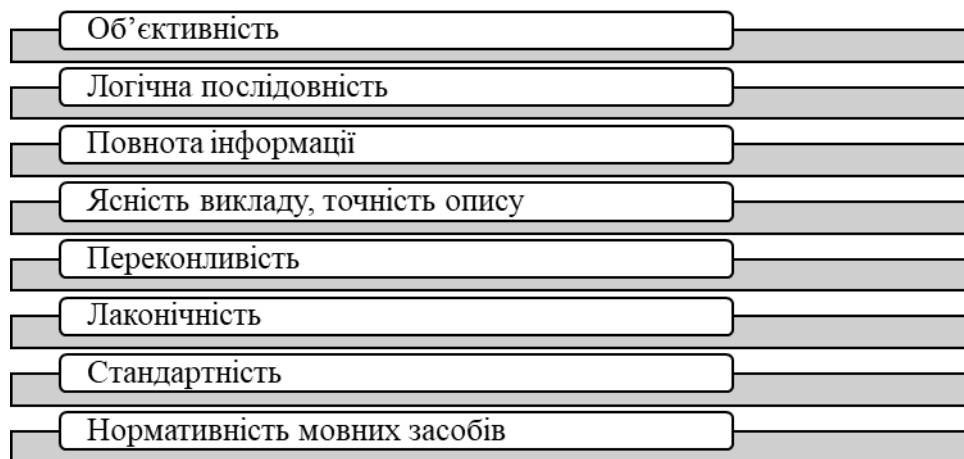 Об’єктивність
Логічна послідовність
Повнота інформації
Ясність викладу, точність опису
Переконливість
Лаконічність
Стандартність
Нормативність мовних засобів